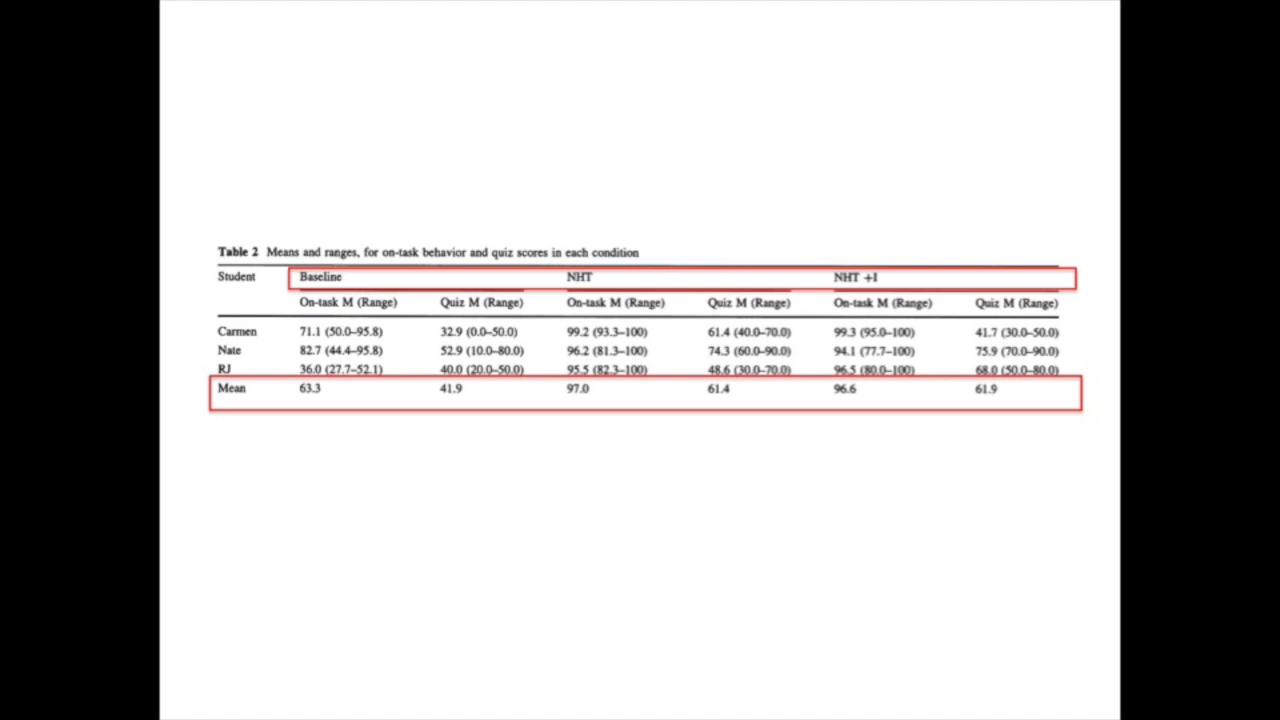 Table 2 Means and ranges, for on-task behavior and quiz scores in each condition
Student Baseline NHT NHT +I
On-task M (Range) Quiz M (Range) On-task M (Range) Quiz M (Range) On-task M (Range) Quiz M (Range)
Carmen 71.1 (50.0–95.8) 32.9 (0.0–50.0) 99.2 (93.3–100) 61.4 (40.0–70.0) 99.3 (95.0–100) 41.7 (30.0–50.0)
Nate 82.7 (44.4–95.8) 52.9 (10.0–80.0) 96.2 (81.3–100) 74.3 (60.0–90.0) 94.1 (77.7–100) 75.9 (70.0–90.0)
RJ 36.0 (27.7–52.1) 40.0 (20.0–50.0) 95.5 (82.3–100) 48.6 (30.0–70.0) 96.5 (80.0–100) 68.0 (50.0–80.0)
Mean 63.3 41.9 97.0 61.4 96.6 61.9